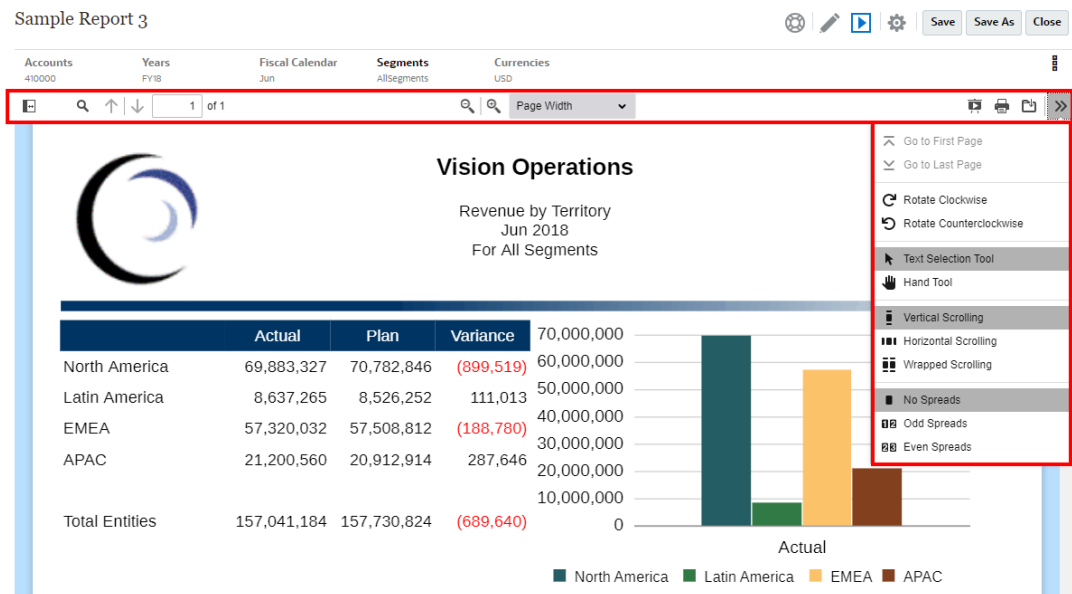 Sample Report 3
Save Save As Close
Accounts Years Fiscal Calendar Segments Currencies
410000 FY18 Jun AllSegments USD
1 of 1 Page Width
Go to First Page
Go to Last Page
Rotate Clockwise
Rotate Counterclockwise
Text Selection Tool
Hand Tool
Vertical Scrolling
Horizontal Scrolling
Wrapped Scrolling
No Spreads
Odd Spreads
Even Spreads
Vision Operations
Revenue by Territory
Jun 2018
For All Segments
Actual Plan Variance
North America 69,883,327 70,782,846 (899,519)
Latin America 8,637,265 8,526,252 111,013
EMEA 57,320,032 57,508,812 (188,780)
APAC 21,200,560 20,912,914 287,646
Total Entities 157,041,184 157,730,824 (689,640)
70,000,000
60,000,000
50,000,000
40,000,000
30,000,000
20,000,000
10,000,000
0
Actual
North America Latin America EMEA APAC